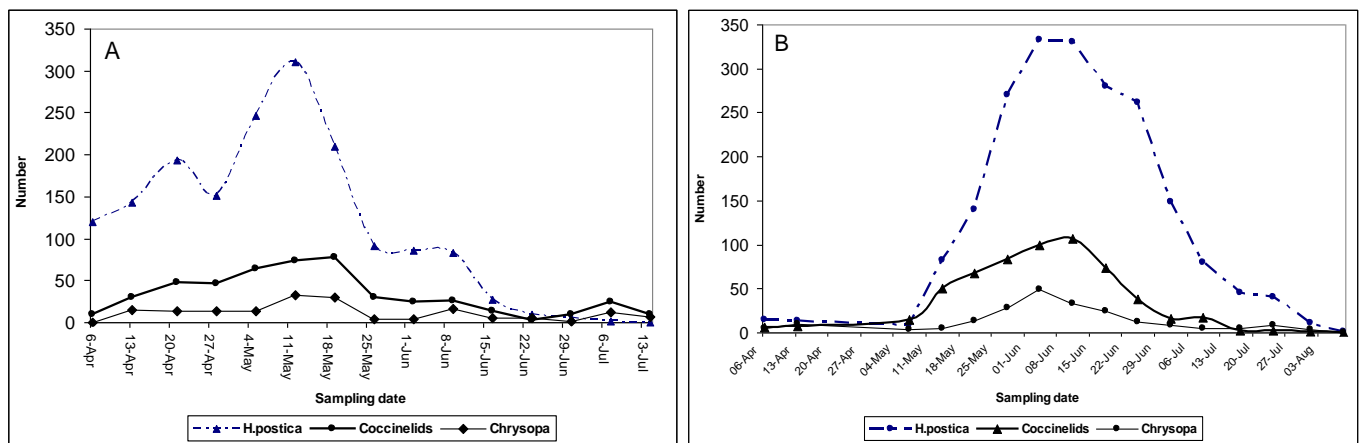 A
350
300
250
200
150
100
50
0
Number
6-Apr
13-Apr
20-Apr
27-Apr
4-May
11-May
18-May
25-May
1-Jun
8-Jun
15-Jun
22-Jun
29-Jun
6-Jul
13-Jul
Sampling date
H.postica Coccinelids Chrysopa
B
350
300
250
200
150
100
50
0
Number
06-Apr
13-Apr
20-Apr
27-Apr
04-May
11-May
18-May
25-May
01-Jun
08-Jun
15-Jun
22-Jun
29-Jun
06-Jul
13-Jul
20-Jul
27-Jul
03-Aug
Sampling date
H.postica Coccinelids Chrysopa